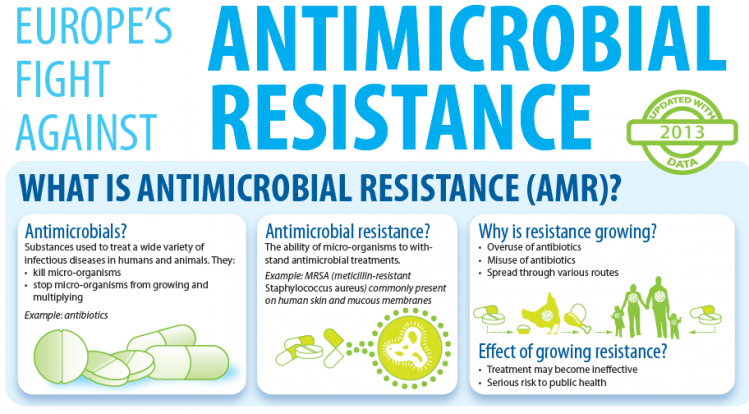 EUROPE'S
FIGHT
AGAINST
ANTIMICROBIAL
RESISTANCE
UPDATED WITH
2013
DATA
WHAT IS ANTIMICROBIAL RESISTANCE (AMR)?
Antimicrobials?
Substances used to treat a wide variety of
infectious diseases in humans and animals. They:
• kill micro-organisms
• stop micro-organisms from growing and
multiplying
Example: antibiotics
Antimicrobial resistance?
The ability of micro-organisms to with-
stand antimicrobial treatments.
Example: MRSA (meticillin-resistant
Staphylococcus aureus) commonly present
on human skin and mucous membranes
Why is resistance growing?
• Overuse of antibiotics
• Misuse of antibiotics
• Spread through various routes
Effect of growing resistance?
• Treatment may become ineffective
• Serious risk to public health